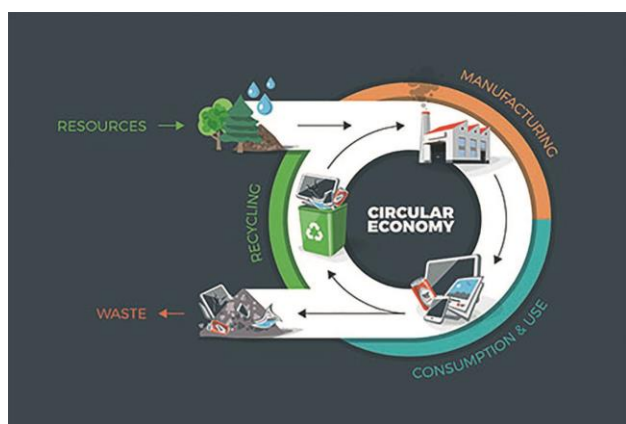 MANUFACTURING
RESOURCES
RECYCLING
CIRCULAR
ECONOMY
WASTE
CONSUMPTION & USE